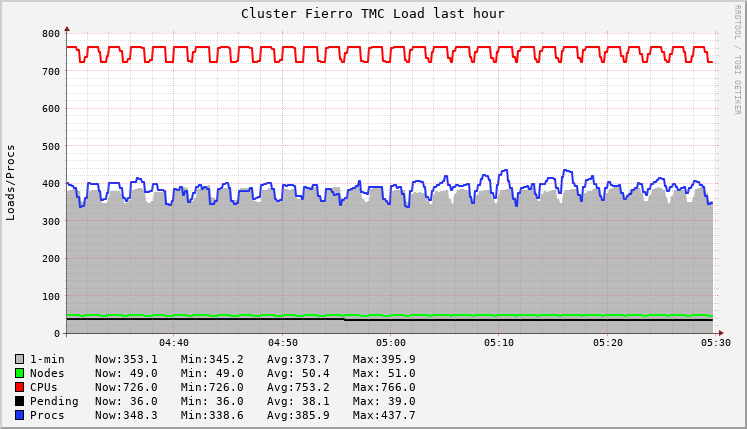 Cluster Fierro TMC Load last hour
RRDTOOL / TOBI OETIKER
Loads/Procs
800
700
600
500
400
300
200
100
0
04:40 04:50 05:00 05:10 05:20 05:30
1-min Now:353.1 Min:345.2 Avg:373.7 Max:395.9
Nodes Now: 49.0 Min: 49.0 Avg: 50.4 Max: 51.0
CPUs Now:726.0 Min:726.0 Avg:753.2 Max:766.0
Pending Now: 36.0 Min: 36.0 Avg: 38.1 Max: 39.0
Procs Now:348.3 Min:338.6 Avg:385.9 Max:437.7